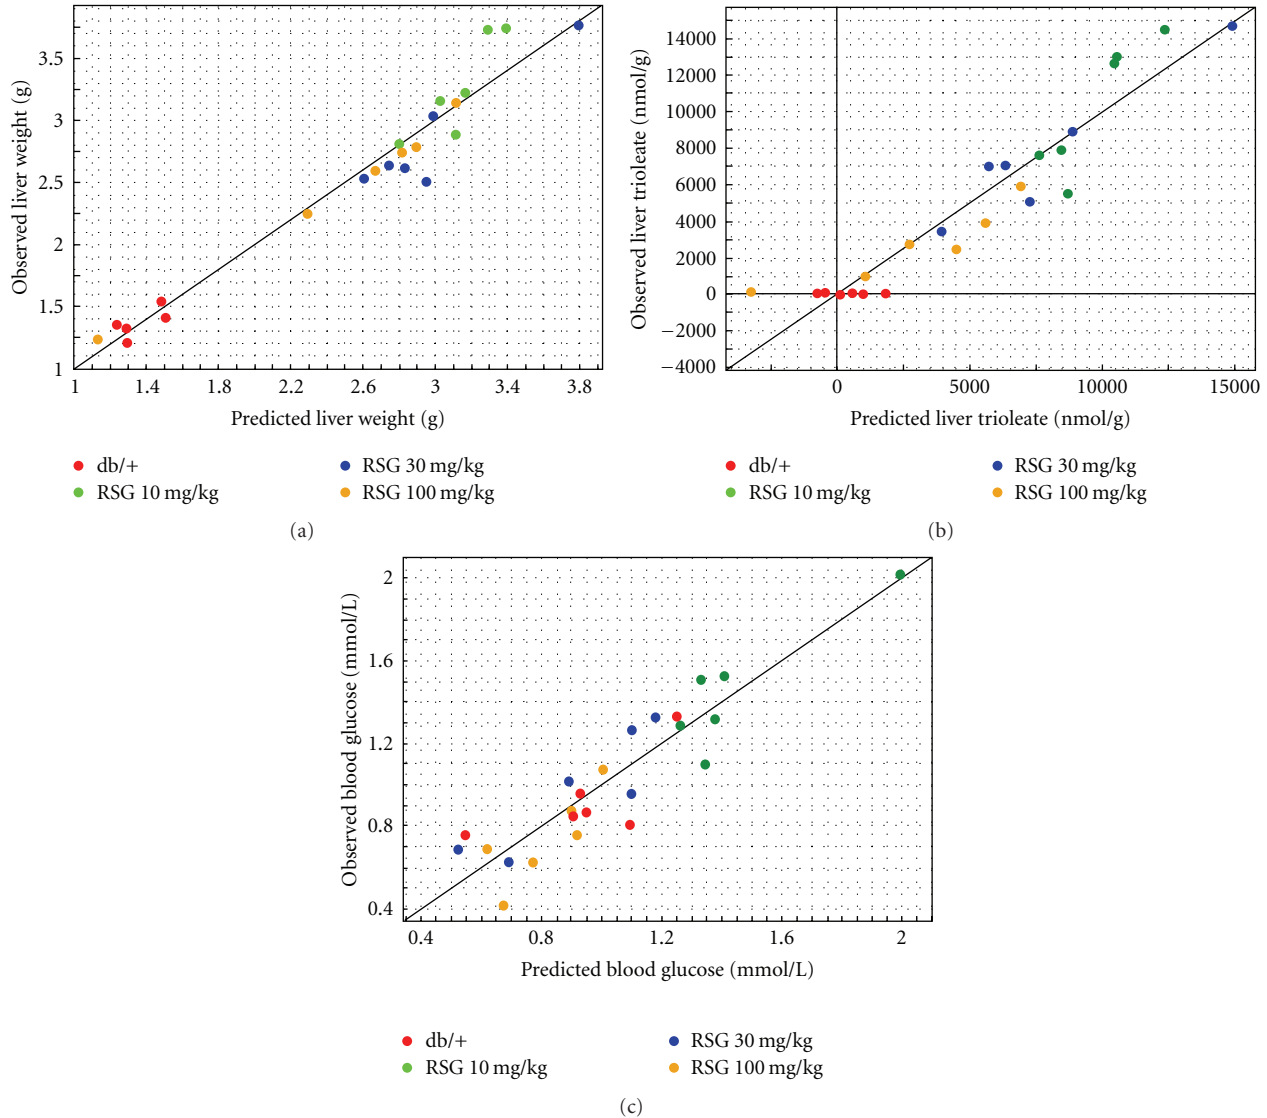 Observed liver weight (g)
3.5
3
2.5
2
1.5
1
1 1.4 1.8 2.2 2.6 3 3.4 3.8
Predicted liver weight (g)
db/+
RSG 10 mg/kg
RSG 30 mg/kg
RSG 100 mg/kg
(a)
Observed liver trioleate (nmol/g)
14000
12000
10000
8000
6000
4000
2000
0
−2000
−4000
0 5000 10000 15000
Predicted liver trioleate (nmol/g)
db/+
RSG 10 mg/kg
RSG 30 mg/kg
RSG 100 mg/kg
(b)
Observed blood glucose (mmol/L)
2
1.6
1.2
0.8
0.4
0.4 0.8 1.2 1.6 2
Predicted blood glucose (mmol/L)
db/+
RSG 10 mg/kg
RSG 30 mg/kg
RSG 100 mg/kg
(c)